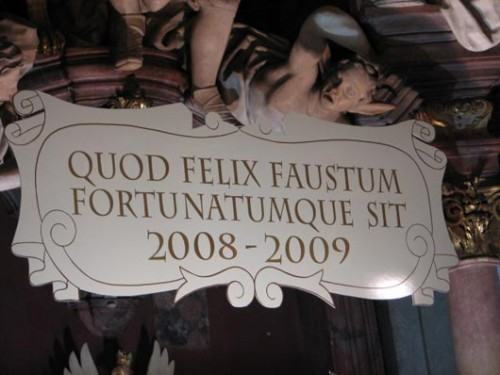 QUOD FELIX FAUSTUM
FORTUNATUMQUE SIT
2008-2009